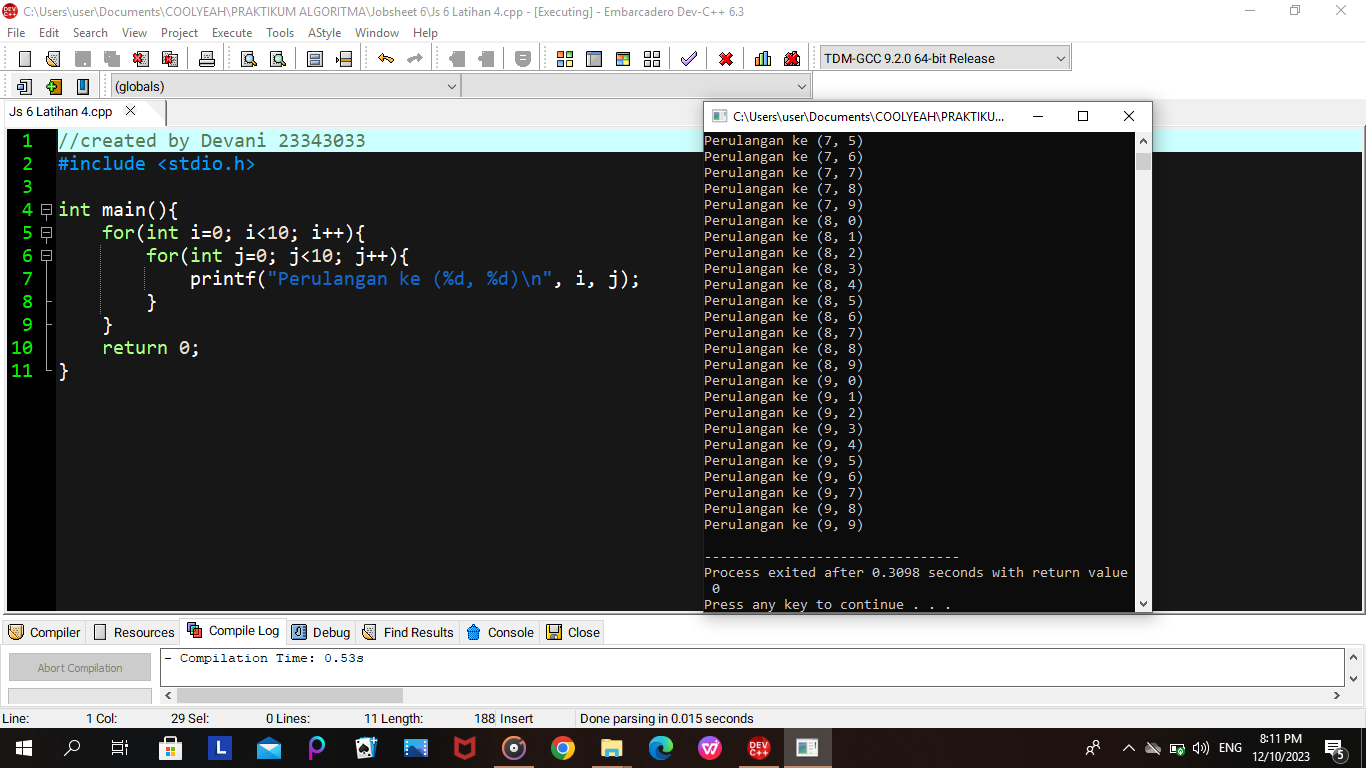 C:\Users\user\Documents\COOLYEAH\PRAKTIKUM ALGORITMA\Jobsheet 6\Js 6 Latihan 4.cpp - [Executing] - Embarcadero Dev-C++ 6.3
File Edit Search View Project Execute Tools AStyle Window Help
TDM-GCC 9.2.0 64-bit Release
(globals)
Js 6 Latihan 4.cpp
1 //created by Devani 23343033
2 #include <stdio.h>
3
4 int main(){
5 for(int i=0; i<10; i++){
6 for(int j=0; j<10; j++){
7 printf("Perulangan ke (%d, %d)\n", i, j);
8 }
9 }
10 return 0;
11 }
C:\Users\user\Documents\COOLYEAH\PRAKTIKU...
Perulangan ke (7, 5)
Perulangan ke (7, 6)
Perulangan ke (7, 7)
Perulangan ke (7, 8)
Perulangan ke (7, 9)
Perulangan ke (8, 0)
Perulangan ke (8, 1)
Perulangan ke (8, 2)
Perulangan ke (8, 3)
Perulangan ke (8, 4)
Perulangan ke (8, 5)
Perulangan ke (8, 6)
Perulangan ke (8, 7)
Perulangan ke (8, 8)
Perulangan ke (8, 9)
Perulangan ke (9, 0)
Perulangan ke (9, 1)
Perulangan ke (9, 2)
Perulangan ke (9, 3)
Perulangan ke (9, 4)
Perulangan ke (9, 5)
Perulangan ke (9, 6)
Perulangan ke (9, 7)
Perulangan ke (9, 8)
Perulangan ke (9, 9)
--------------------------------
Process exited after 0.3098 seconds with return value
0
Press any key to continue . . .
Compiler Resources Compile Log Debug Find Results Console Close
Abort Compilation
- Compilation Time: 0.53s
Line: 1 Col: 29 Sel: 0 Lines: 11 Length: 188 Insert Done parsing in 0.015 seconds
L
DEV C++
ENG
8:11 PM
12/10/2023
5